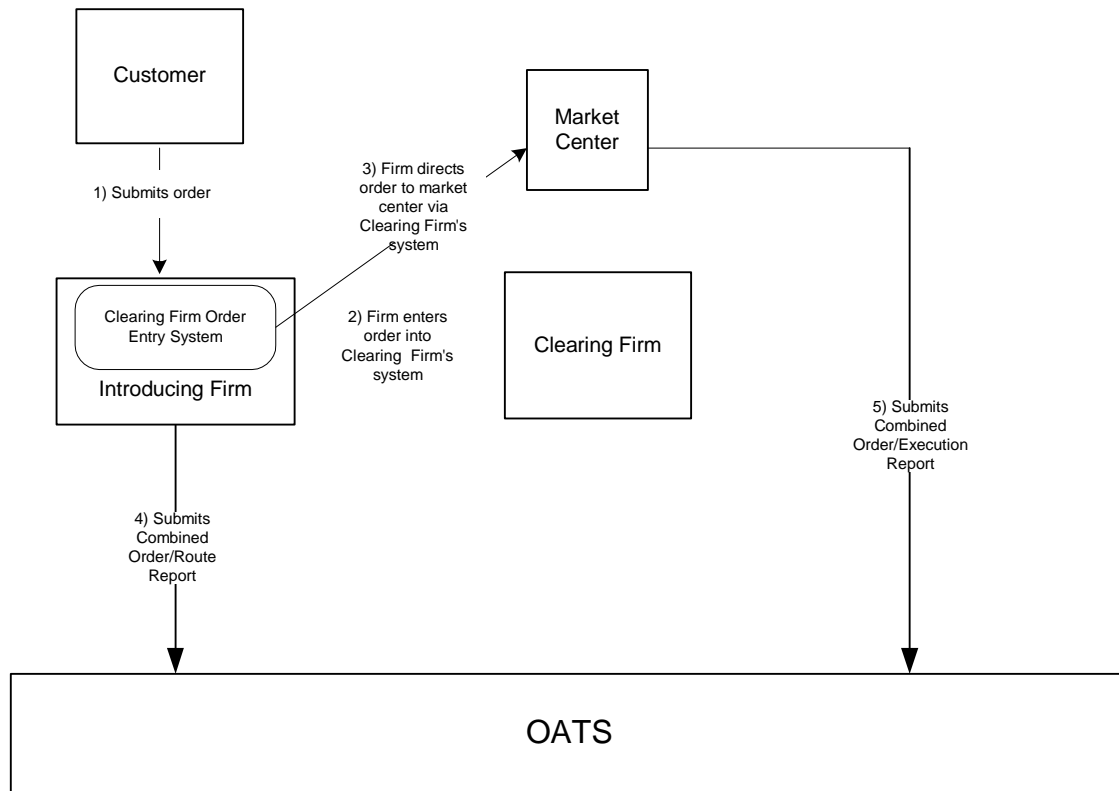 Customer
Market
Center
1) Submits order
3) Firm directs
order to market
center via
Clearing Firm's
system
Clearing Firm Order
Entry System
Introducing Firm
2) Firm enters
order into
Clearing Firm's
system
Clearing Firm
5) Submits
Combined
Order/Execution
Report
4) Submits
Combined
Order/Route
Report
OATS